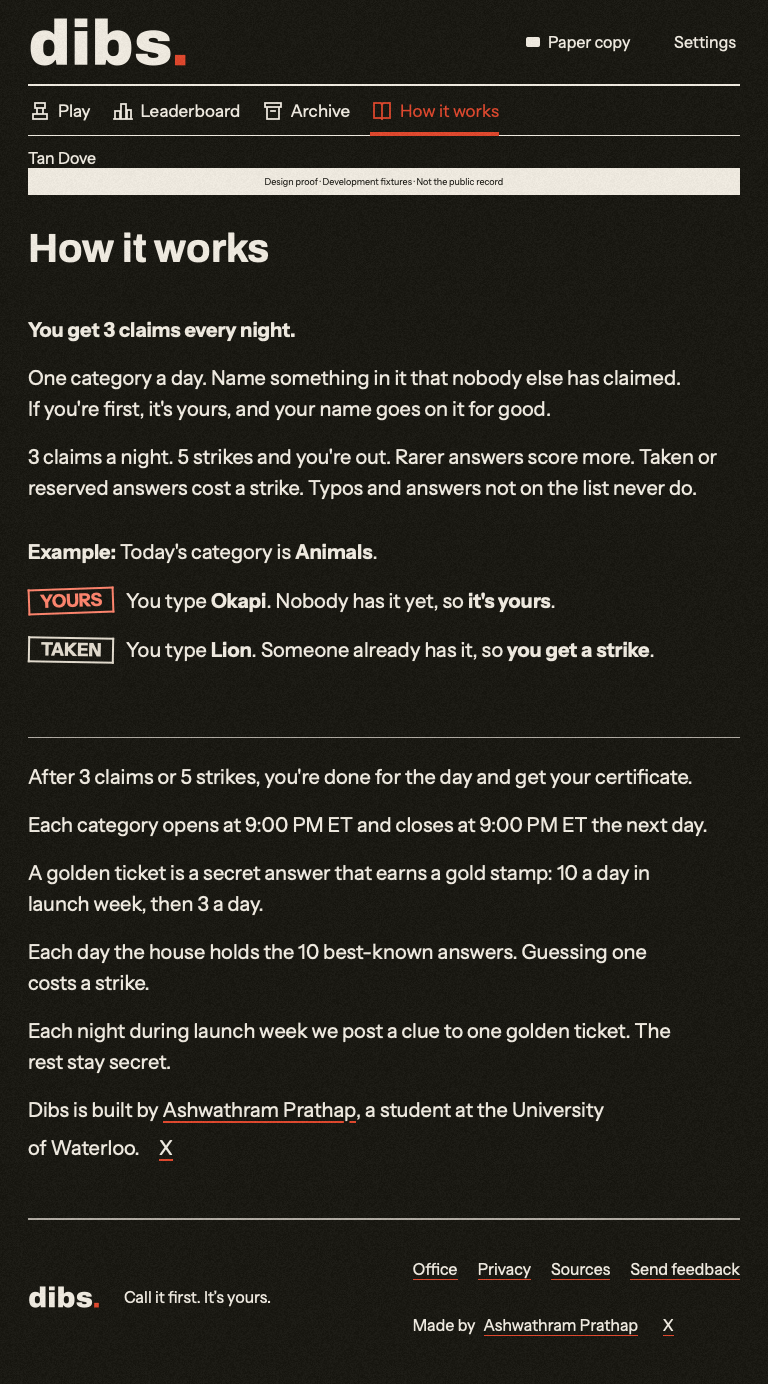 dibs.
Paper copy Settings
Play Leaderboard Archive How it works
Tan Dove
Design proof · Development fixtures · Not the public record
How it works
You get 3 claims every night.
One category a day. Name something in it that nobody else has claimed.
If you're first, it's yours, and your name goes on it for good.
3 claims a night. 5 strikes and you're out. Rarer answers score more. Taken or
reserved answers cost a strike. Typos and answers not on the list never do.
Example: Today's category is Animals.
YOURS You type Okapi. Nobody has it yet, so it's yours.
TAKEN You type Lion. Someone already has it, so you get a strike.
After 3 claims or 5 strikes, you're done for the day and get your certificate.
Each category opens at 9:00 PM ET and closes at 9:00 PM ET the next day.
A golden ticket is a secret answer that earns a gold stamp: 10 a day in
launch week, then 3 a day.
Each day the house holds the 10 best-known answers. Guessing one
costs a strike.
Each night during launch week we post a clue to one golden ticket. The
rest stay secret.
Dibs is built by Ashwathram Prathap, a student at the University
of Waterloo. X
Office Privacy Sources Send feedback
dibs. Call it first. It's yours.
Made by Ashwathram Prathap X